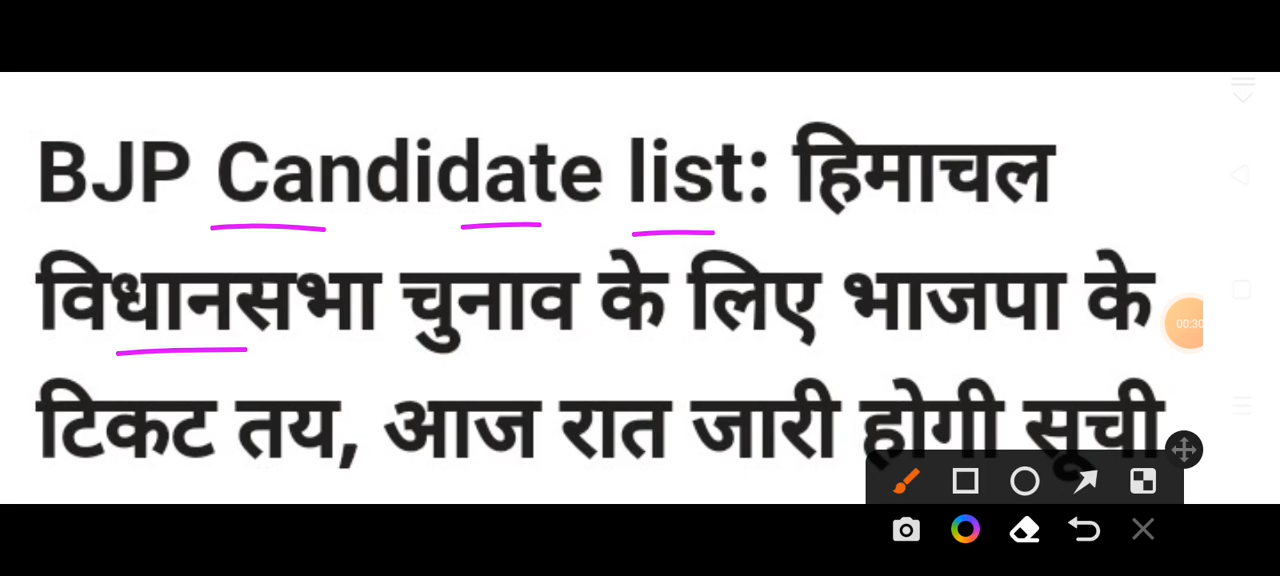 BJP Candidate list: हिमाचल
विधानसभा चुनाव के लिए भाजपा के
टिकट तय, आज रात जारी होगी सूची
00:30